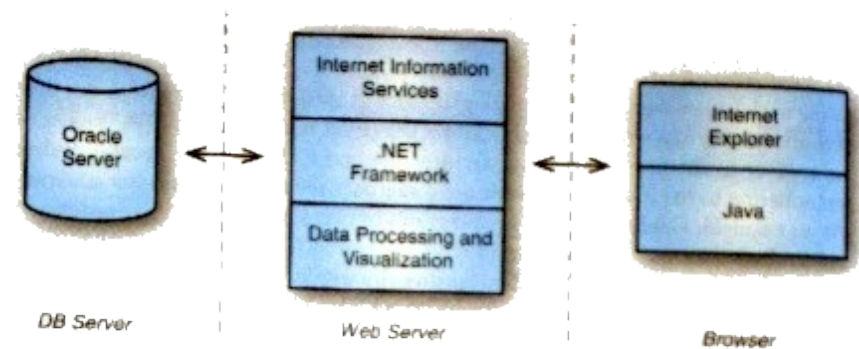 Oracle
Server
Internet Information
Services
.NET
Framework
Data Processing and
Visualization
Internet
Explorer
Java
DB Server
Web Server
Browser